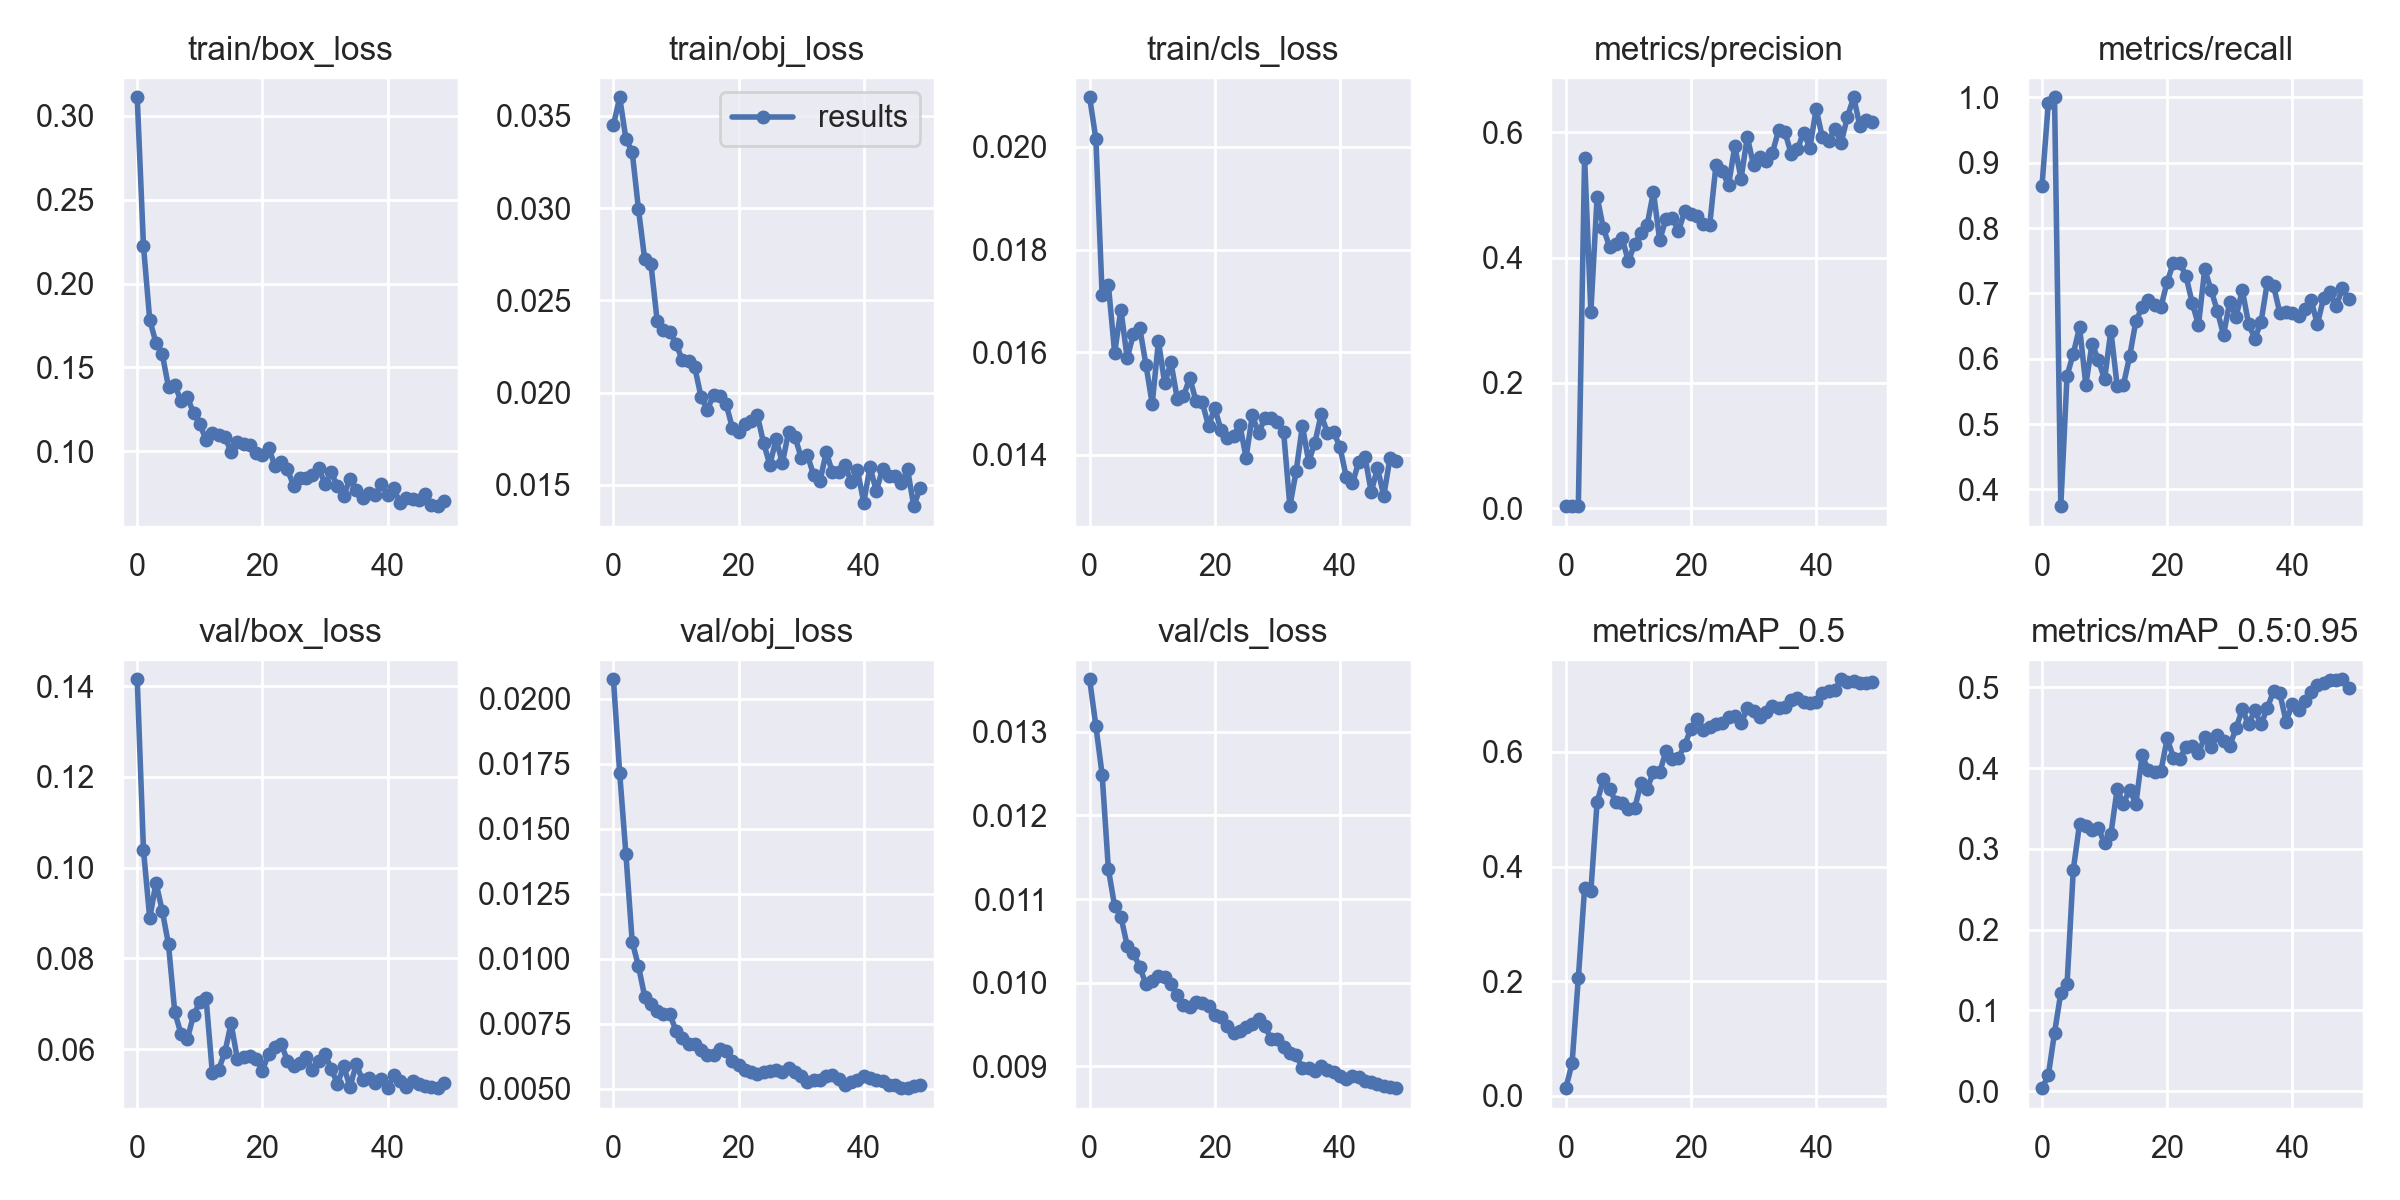 train/box_loss
0.30
0.25
0.20
0.15
0.10
0 20 40
train/obj_loss
results
0.035
0.030
0.025
0.020
0.015
0 20 40
train/cls_loss
0.020
0.018
0.016
0.014
0 20 40
metrics/precision
0.6
0.4
0.2
0.0
0 20 40
metrics/recall
1.0
0.9
0.8
0.7
0.6
0.5
0.4
0 20 40
val/box_loss
0.14
0.12
0.10
0.08
0.06
0 20 40
val/obj_loss
0.0200
0.0175
0.0150
0.0125
0.0100
0.0075
0.0050
0 20 40
val/cls_loss
0.013
0.012
0.011
0.010
0.009
0 20 40
metrics/mAP_0.5
0.6
0.4
0.2
0.0
0 20 40
metrics/mAP_0.5:0.95
0.5
0.4
0.3
0.2
0.1
0.0
0 20 40